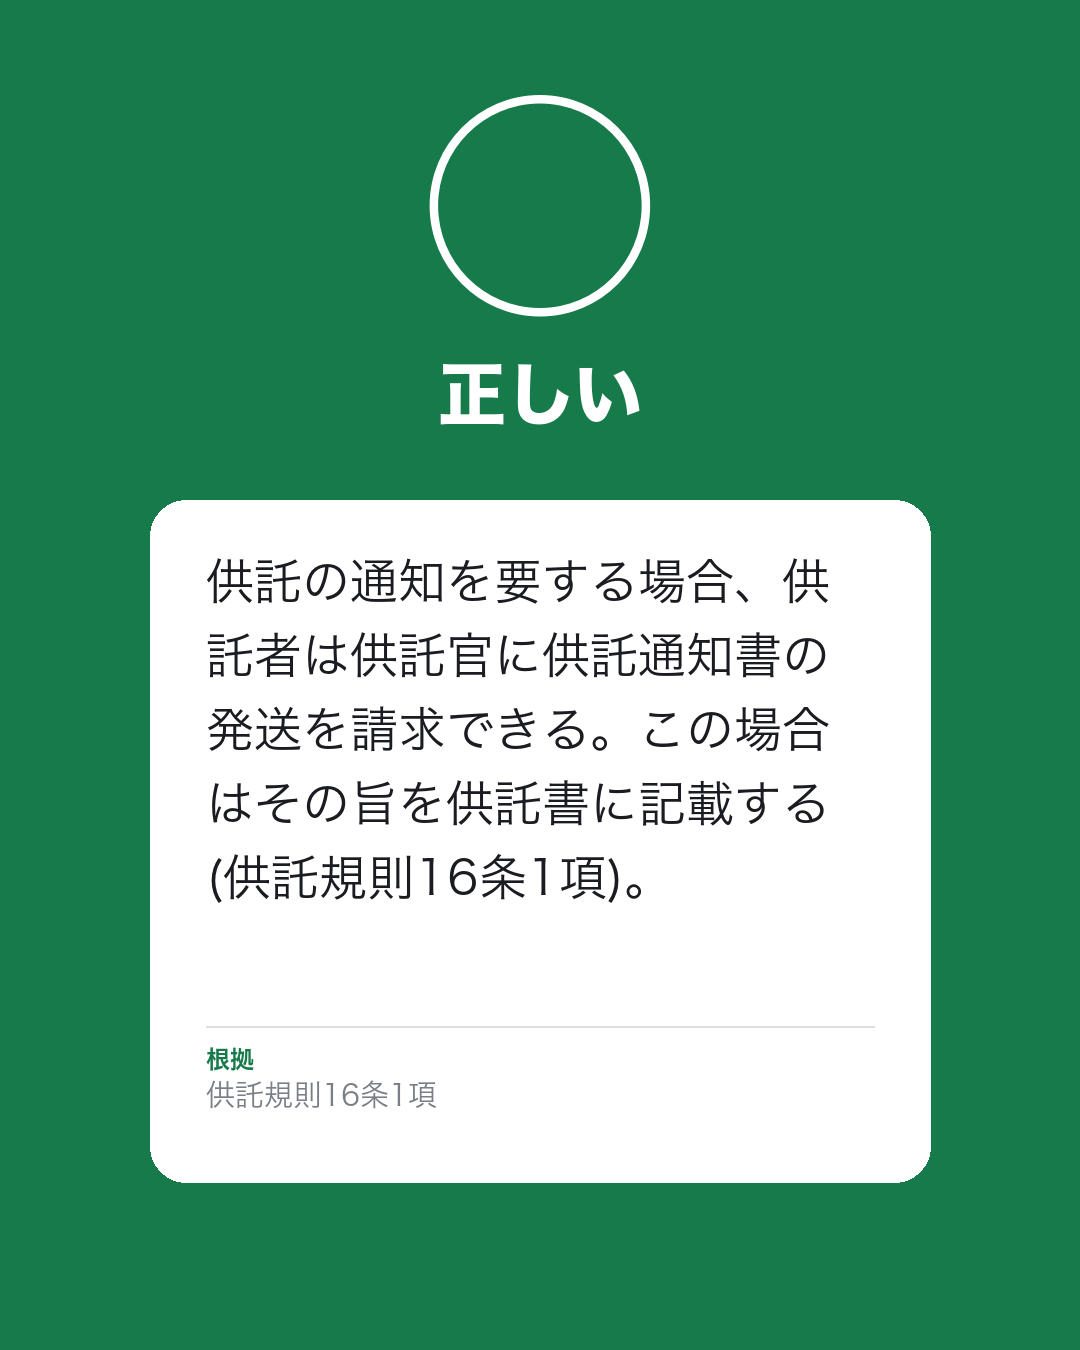 正しい
供託の通知を要する場合、供
託者は供託官に供託通知書の
発送を請求できる。この場合
はその旨を供託書に記載する
(供託規則16条1項)。
根拠
供託規則16条1項